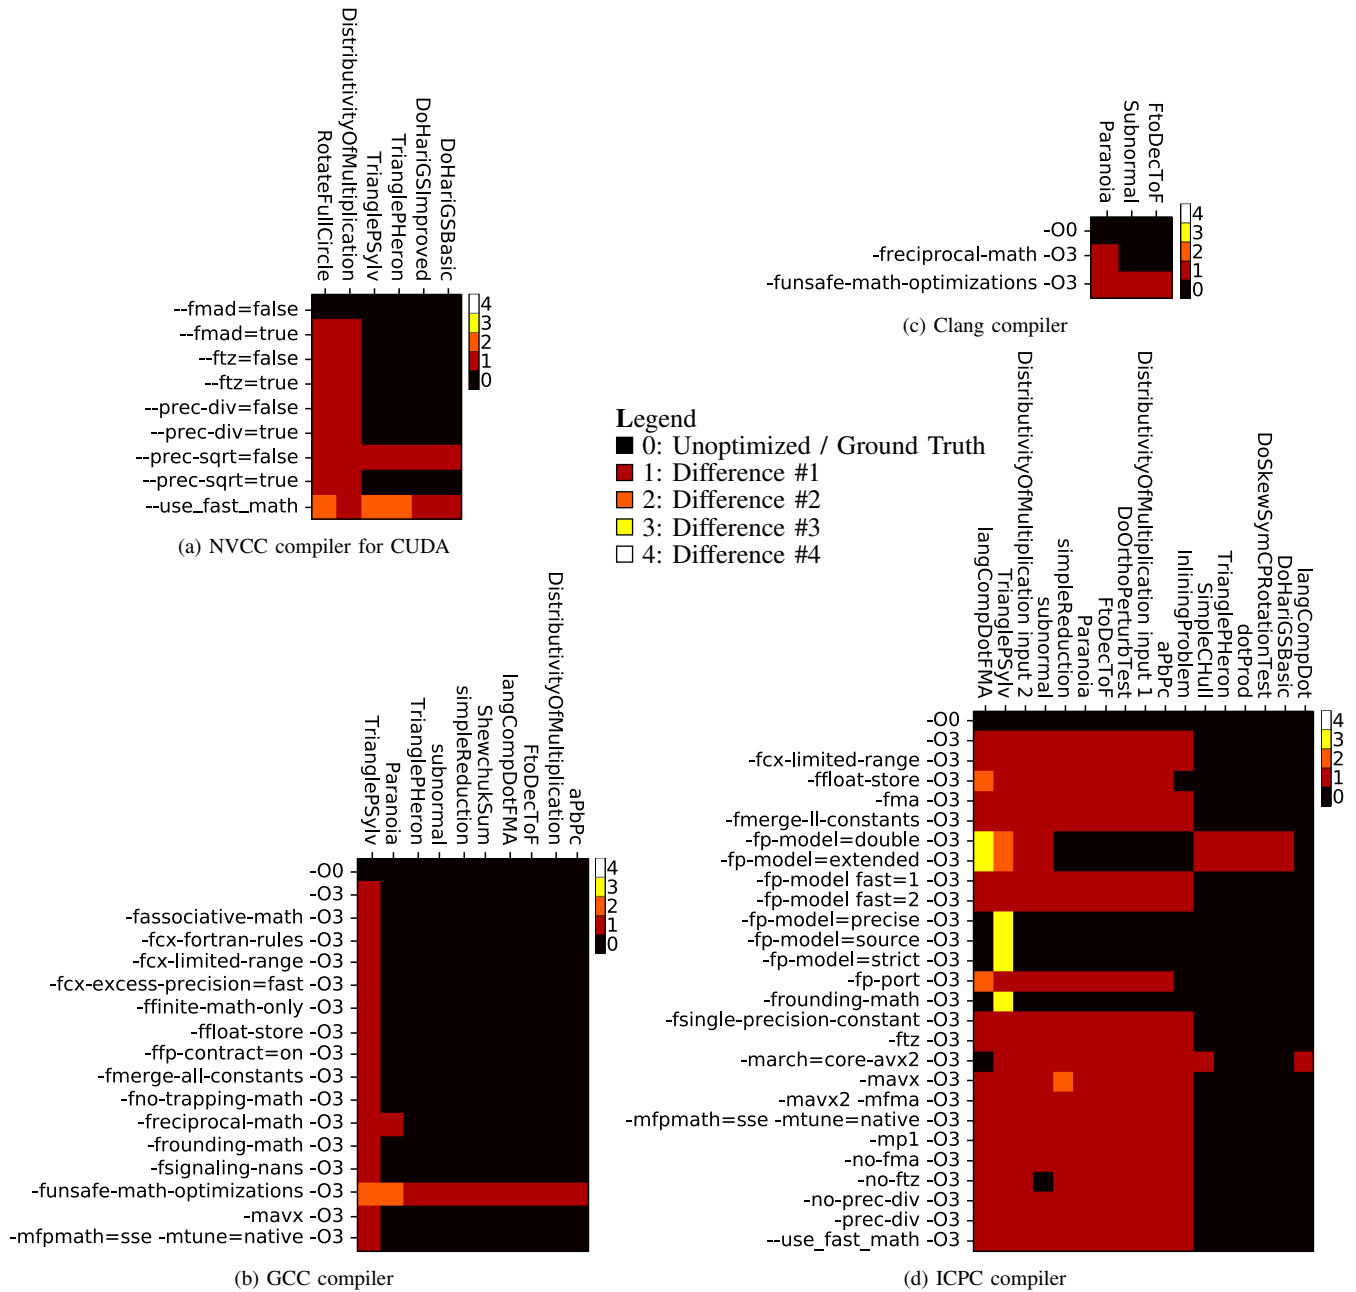 RotateFullCircle
DistributivityOfMultiplication
TrianglePSylv
TrianglePHeron
DoHariGSImproved
DoHariGSBasic
--fmad=false
--fmad=true
--ftz=false
--ftz=true
--prec-div=false
--prec-div=true
--prec-sqrt=false
--prec-sqrt=true
--use_fast_math
4
3
2
1
0
(a) NVCC compiler for CUDA
Paranoia
Subnormal
FtoDecToF
-O0
-freciprocal-math -O3
-funsafe-math-optimizations -O3
4
3
2
1
0
(c) Clang compiler
Legend
0: Unoptimized / Ground Truth
1: Difference #1
2: Difference #2
3: Difference #3
4: Difference #4
TrianglePSylv
Paranoia
TrianglePHeron
subnormal
simpleReduction
ShewchukSum
langCompDotFMA
FtoDecToF
DistributivityOfMultiplication
aPbPc
-O0
-O3
-fassociative-math -O3
-fcx-fortran-rules -O3
-fcx-limited-range -O3
-fcx-excess-precision=fast -O3
-ffinite-math-only -O3
-ffloat-store -O3
-ffp-contract=on -O3
-fmerge-all-constants -O3
-fno-trapping-math -O3
-freciprocal-math -O3
-frounding-math -O3
-fsignaling-nans -O3
-funsafe-math-optimizations -O3
-mavx -O3
-mfpmath=sse -mtune=native -O3
4
3
2
1
0
(b) GCC compiler
langCompDotFMA
TrianglePSylv
DistributivityOfMultiplication input 2
subnormal
simpleReduction
Paranoia
FtoDecToF
DoOrthoPerturbTest
DistributivityOfMultiplication input 1
aPbPc
InliningProblem
SimpleCHull
TrianglePHeron
dotProd
DoSkewSymCPRotationTest
DoHariGSBasic
langCompDot
-O0
-O3
-fcx-limited-range -O3
-ffloat-store -O3
-fma -O3
-fmerge-ll-constants -O3
-fp-model=double -O3
-fp-model=extended -O3
-fp-model fast=1 -O3
-fp-model fast=2 -O3
-fp-model=precise -O3
-fp-model=source -O3
-fp-model=strict -O3
-fp-port -O3
-frounding-math -O3
-fsingle-precision-constant -O3
-ftz -O3
-march=core-avx2 -O3
-mavx -O3
-mavx2 -mfma -O3
-mfpmath=sse -mtune=native -O3
-mp1 -O3
-no-fma -O3
-no-ftz -O3
-no-prec-div -O3
-prec-div -O3
--use_fast_math -O3
4
3
2
1
0
(d) ICPC compiler